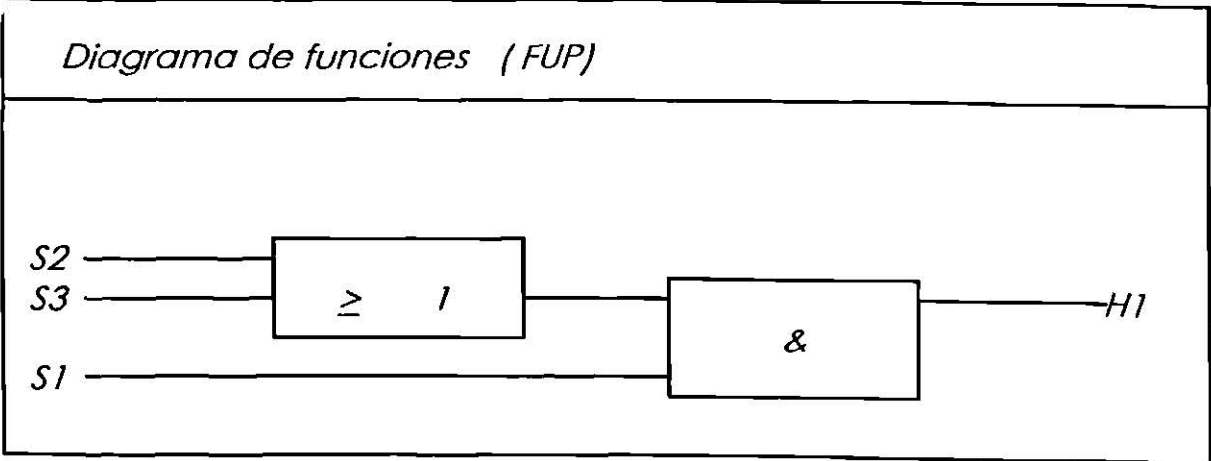 Diagrama de funciones (FUP)
S2
S3
≥ 1
H1
&
S1